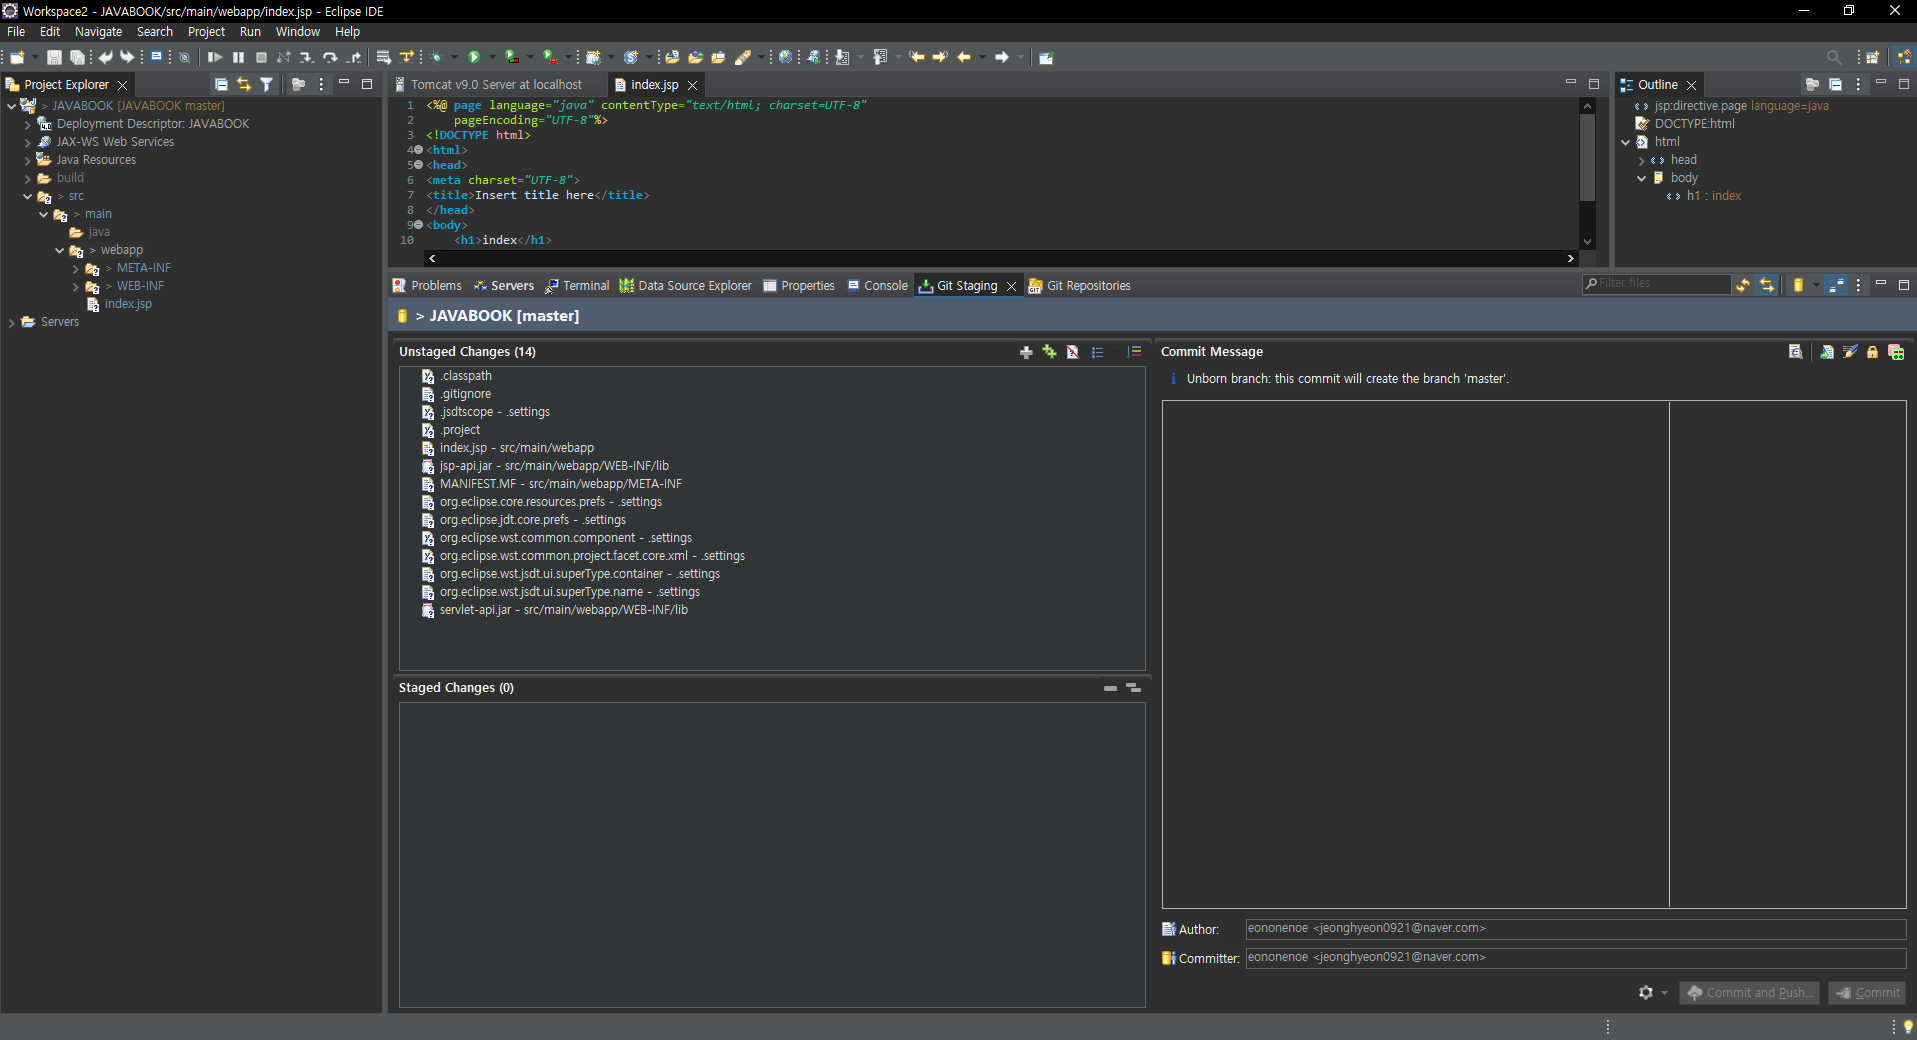 Workspace2 - JAVABOOK/src/main/webapp/index.jsp - Eclipse IDE
File Edit Navigate Search Project Run Window Help
Project Explorer
> JAVABOOK [JAVABOOK master]
Deployment Descriptor: JAVABOOK
JAX-WS Web Services
Java Resources
build
> src
> main
java
> webapp
> META-INF
> WEB-INF
index.jsp
Servers
Tomcat v9.0 Server at localhost
index.jsp
1 <%@ page language="java" contentType="text/html; charset=UTF-8"
2 pageEncoding="UTF-8"%>
3 <!DOCTYPE html>
4 <html>
5 <head>
6 <meta charset="UTF-8">
7 <title>Insert title here</title>
8 </head>
9 <body>
10 <h1>index</h1>
Outline
jsp:directive.page language=java
DOCTYPE:html
html
head
body
h1 : index
Problems Servers Terminal Data Source Explorer Properties Console Git Staging Git Repositories
Filter files
> JAVABOOK [master]
Unstaged Changes (14)
.classpath
.gitignore
.jsdtscope - .settings
.project
index.jsp - src/main/webapp
jsp-api.jar - src/main/webapp/WEB-INF/lib
MANIFEST.MF - src/main/webapp/META-INF
org.eclipse.core.resources.prefs - .settings
org.eclipse.jdt.core.prefs - .settings
org.eclipse.wst.common.component - .settings
org.eclipse.wst.common.project.facet.core.xml - .settings
org.eclipse.wst.jsdt.ui.superType.container - .settings
org.eclipse.wst.jsdt.ui.superType.name - .settings
servlet-api.jar - src/main/webapp/WEB-INF/lib
Staged Changes (0)
Commit Message
Unborn branch: this commit will create the branch 'master'.
Author: eononenoe <jeonghyeon0921@naver.com>
Committer: eononenoe <jeonghyeon0921@naver.com>
Commit and Push...
Commit